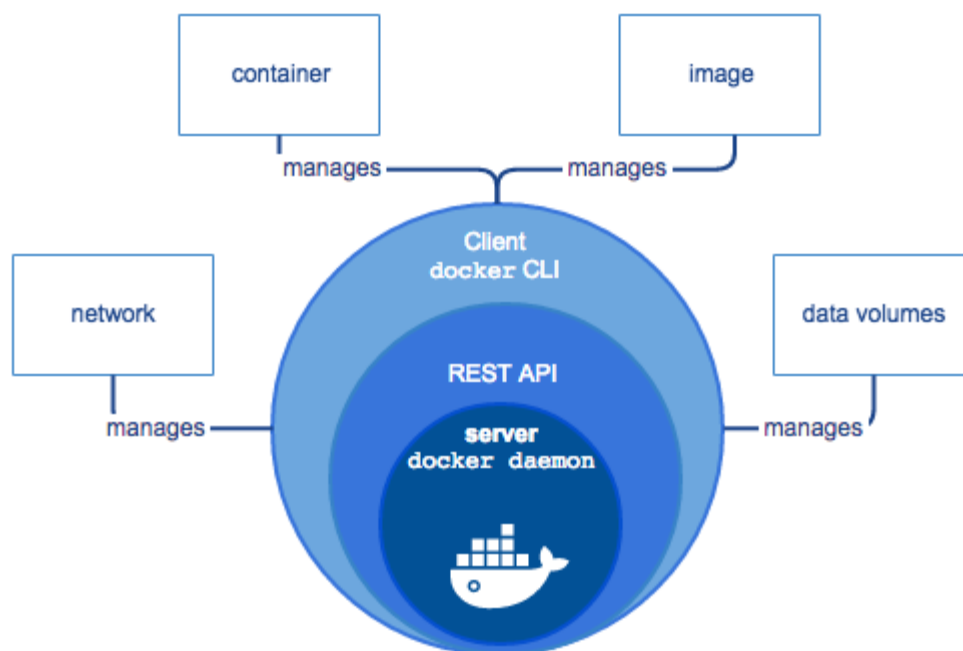 container
image
manages
manages
Client
docker CLI
network
data volumes
REST API
manages
manages
server
docker daemon